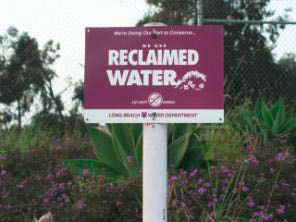 We're Doing Our Part to Conserve...
WE USE
RECLAIMED
WATER
DO NOT DRINK
LONG BEACH WATER DEPARTMENT